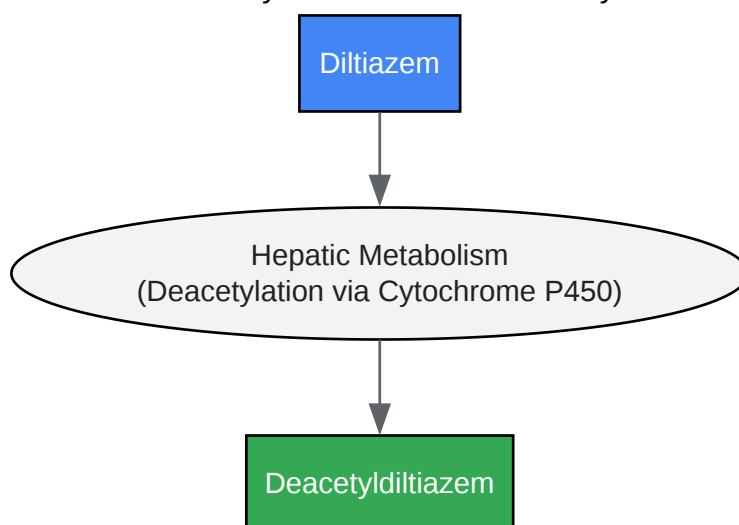 Diltiazem
Hepatic Metabolism
(Deacetylation via Cytochrome P450)
Deacetyldiltiazem